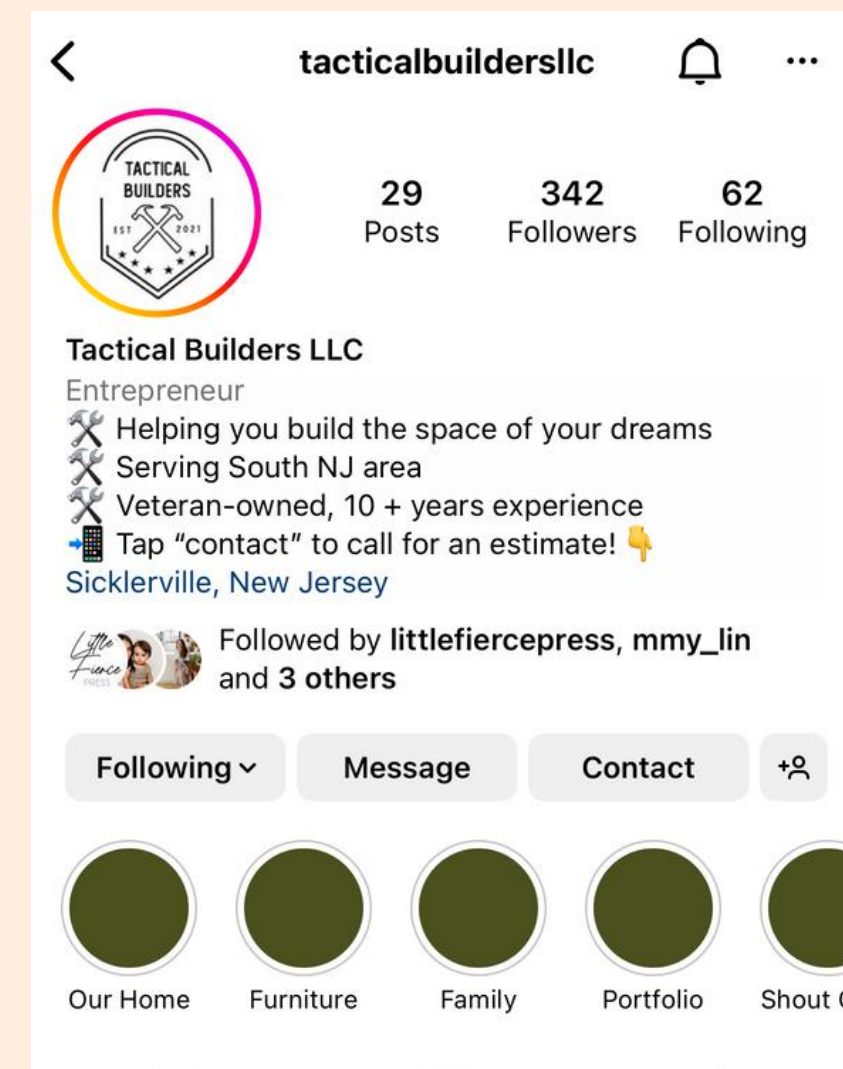 tacticalbuildersllc
TACTICAL
BUILDERS
EST 2021
29 342 62
Posts Followers Following
Tactical Builders LLC
Entrepreneur
🛠 Helping you build the space of your dreams
🛠 Serving South NJ area
🛠 Veteran-owned, 10 + years experience
📲 Tap “contact” to call for an estimate! 👇
Sicklerville, New Jersey
Little
Fierce
PRESS
Followed by littlefiercepress, mmy_lin
and 3 others
Following Message Contact
Our Home Furniture Family Portfolio Shout